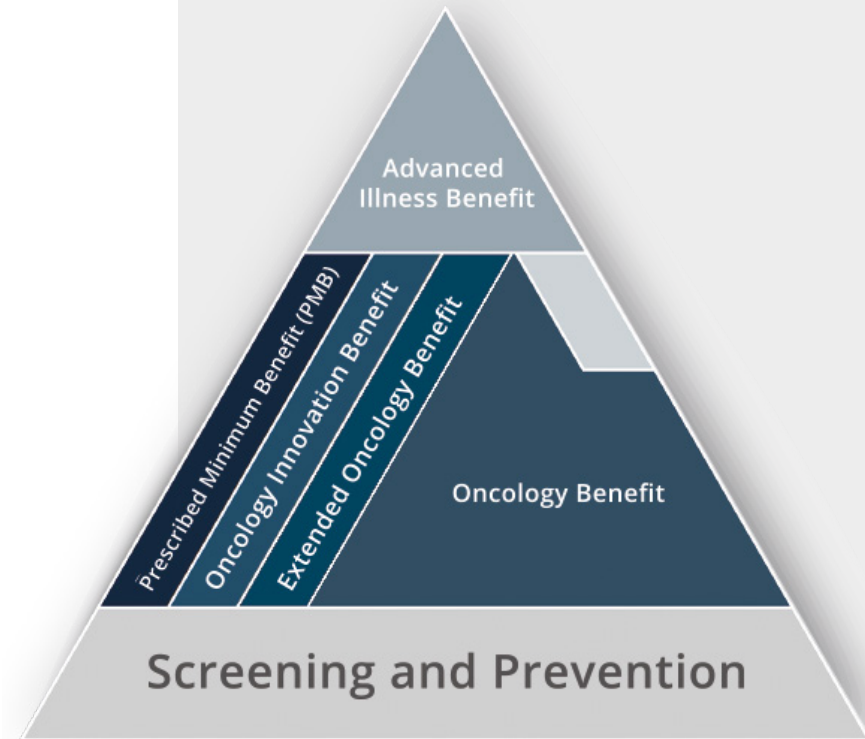 Advanced
Illness Benefit
Prescribed Minimum Benefit (PMB)
Oncology Innovation Benefit
Extended Oncology Benefit
Oncology Benefit
Screening and Prevention